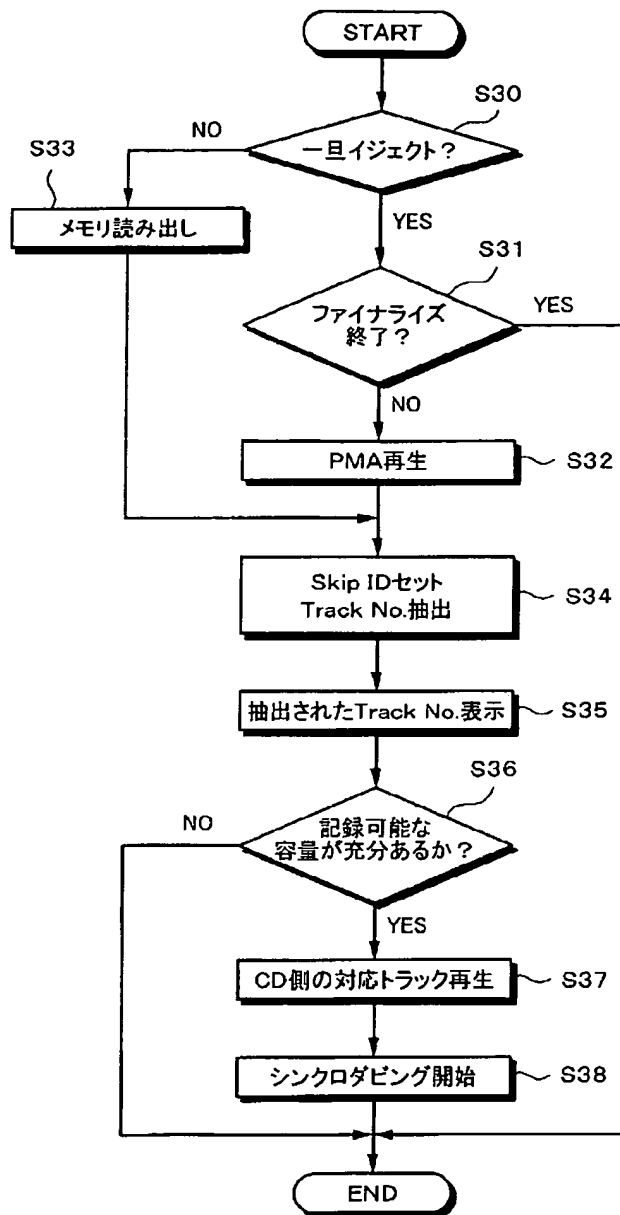 START
S30
NO
一旦イジェクト？
S33
メモリ読み出し
YES
S31
ファイナライズ
終了？
YES
NO
PMA再生
S32
Skip IDセット
Track No.抽出
S34
抽出されたTrack No.表示
S35
S36
NO
記録可能な
容量が充分あるか？
YES
CD側の対応トラック再生
S37
シンクロダビング開始
S38
END